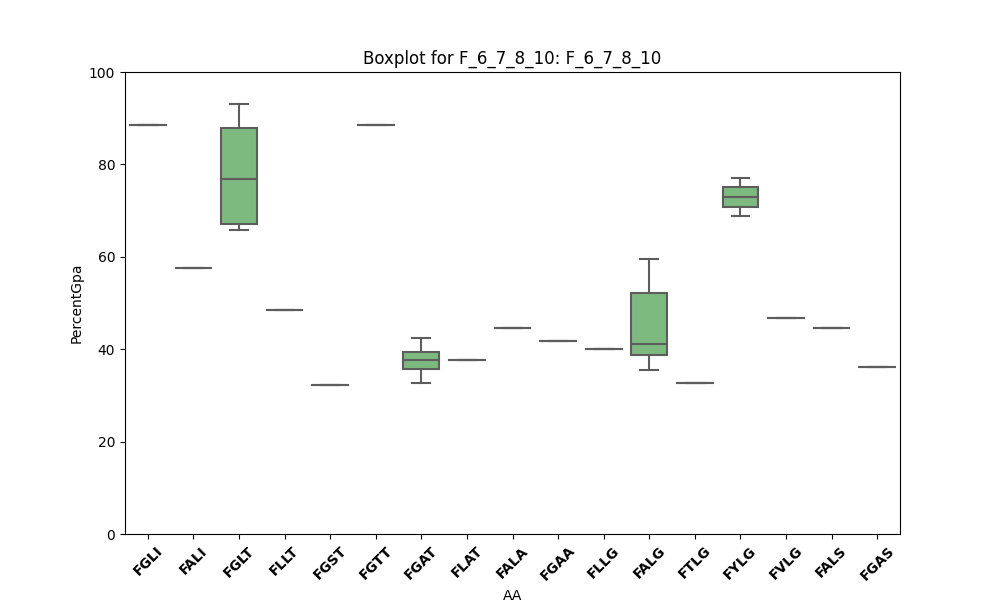 Boxplot for F_6_7_8_10: F_6_7_8_10
100
80
60
40
20
0
PercentGpa
FGLI FALI FGLT FLLT FGST FGTT FGAT FLAT FALA FGAA FLLG FALG FTLG FYLG FVLG FALS FGAS
AA